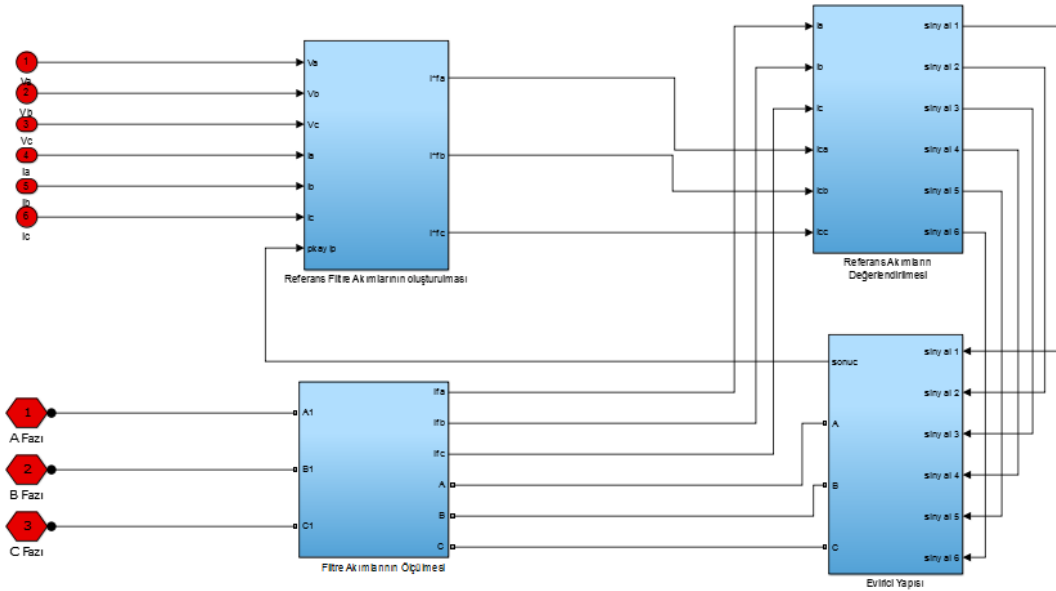 1
Va
2
Vb
3
Vc
4
Ia
5
Ib
6
Ic
Va
Vb
Vc
Ia
Ib
Ic
pkayıp
I*fa
I*fb
I*fc
Referans Filtre Akımlarının oluşturulması
Ia
Ib
Ic
Ica
Icb
Icc
sinyal 1
sinyal 2
sinyal 3
sinyal 4
sinyal 5
sinyal 6
Referans Akımların
Değerlendirilmesi
1
A Fazı
2
B Fazı
3
C Fazı
A1
B1
C1
Ifa
Ifb
Ifc
A
B
C
Filtre Akımlarının Ölçülmesi
sonuc
A
B
C
sinyal 1
sinyal 2
sinyal 3
sinyal 4
sinyal 5
sinyal 6
Evirici Yapısı